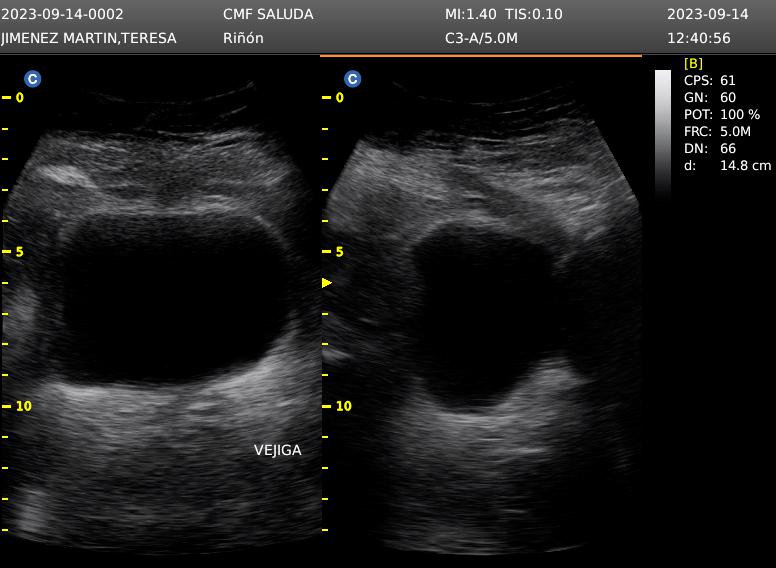 2023-09-14-0002 CMF SALUDA MI:1.40 TIS:0.10 2023-09-14
JIMENEZ MARTIN,TERESA Riñón C3-A/5.0M 12:40:56
[B]
CPS: 61
GN: 60
POT: 100 %
FRC: 5.0M
DN: 66
d: 14.8 cm
C
0
5
10
VEJIGA
C
0
5
10